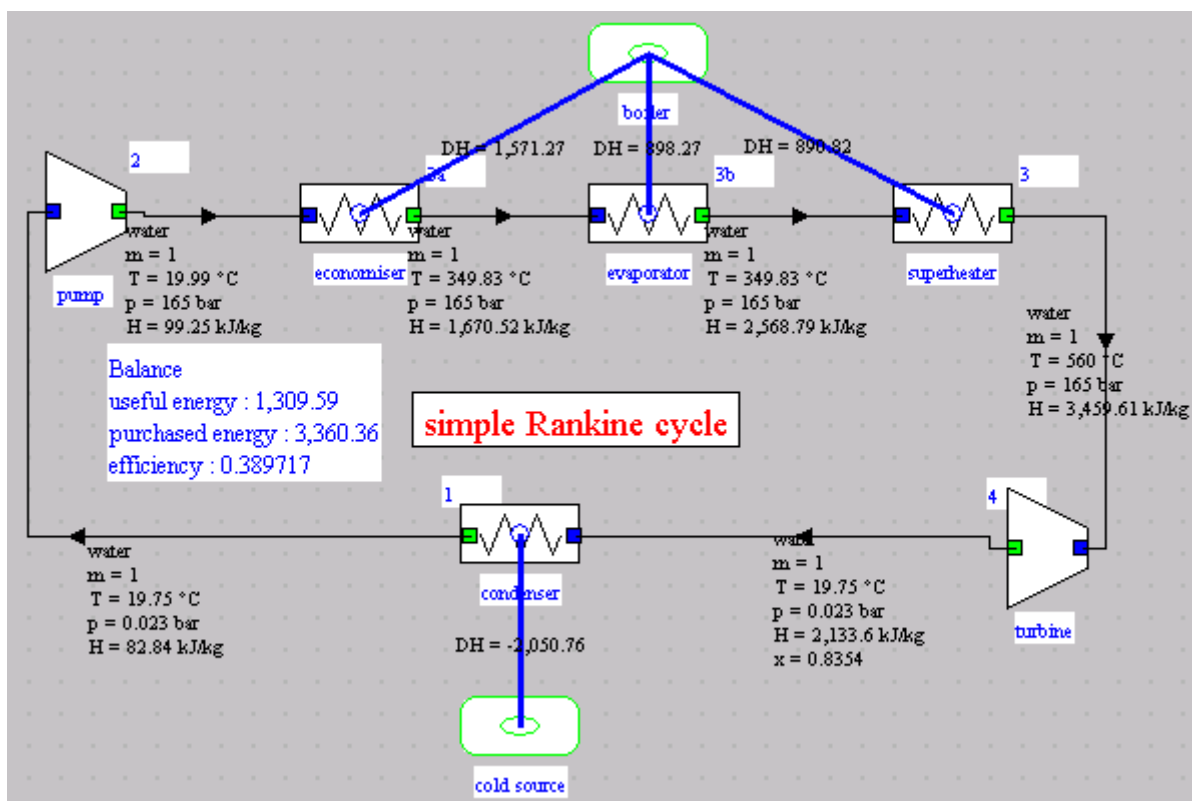 boiler
DH = 1,571.27
DH = 898.27
DH = 890.82
2
3a
3b
3
water
m = 1
T = 19.99 °C
p = 165 bar
H = 99.25 kJ/kg
pump
economiser
water
m = 1
T = 349.83 °C
p = 165 bar
H = 1,670.52 kJ/kg
evaporator
water
m = 1
T = 349.83 °C
p = 165 bar
H = 2,568.79 kJ/kg
superheater
water
m = 1
T = 560 °C
p = 165 bar
H = 3,459.61 kJ/kg
Balance
useful energy : 1,309.59
purchased energy : 3,360.36
efficiency : 0.389717
simple Rankine cycle
1
4
water
m = 1
T = 19.75 °C
p = 0.023 bar
H = 82.84 kJ/kg
condenser
DH = -2,050.76
water
m = 1
T = 19.75 °C
p = 0.023 bar
H = 2,133.6 kJ/kg
x = 0.8354
turbine
cold source